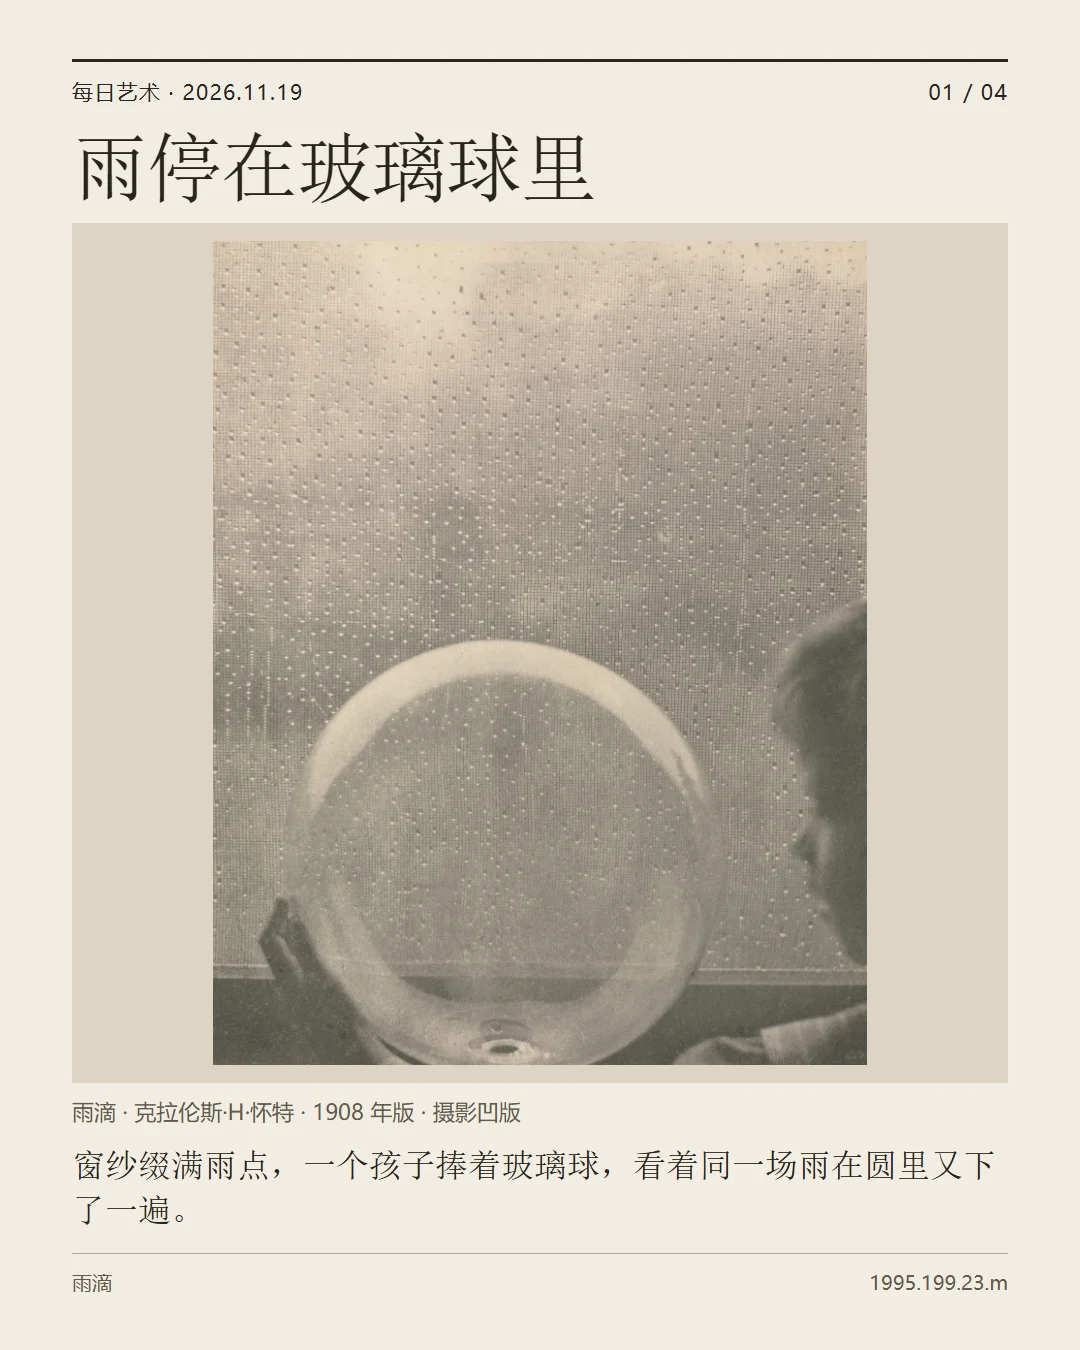 每日艺术 · 2026.11.19
01 / 04
雨停在玻璃球里
雨滴 · 克拉伦斯·H·怀特 · 1908 年版 · 摄影凹版
窗纱缀满雨点，一个孩子捧着玻璃球，看着同一场雨在圆里又下
了一遍。
雨滴
1995.199.23.m